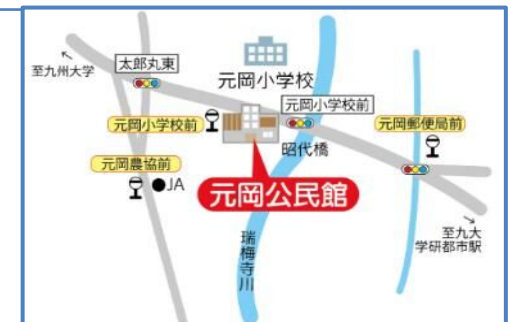 至九州大学
太郎丸東
元岡小学校
元岡小学校前
元岡小学校前
昭代橋
元岡郵便局前
元岡農協前
●JA
元岡公民館
瑞梅寺川
至九大
学研都市駅